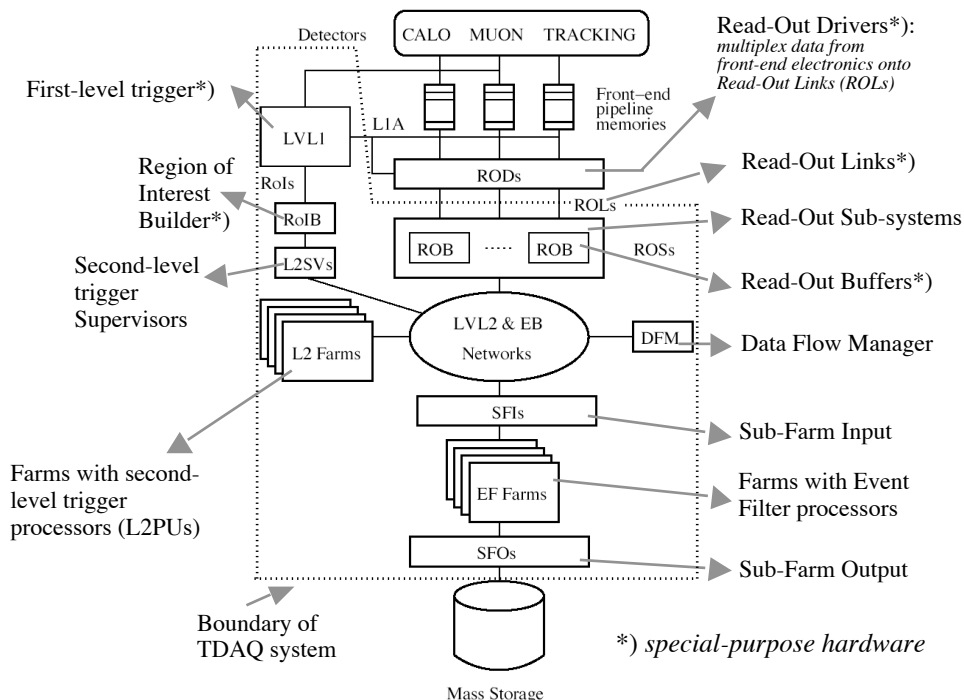 Detectors
CALO MUON TRACKING
Read-Out Drivers*):
multiplex data from
front-end electronics onto
Read-Out Links (ROLs)
First-level trigger*)
LVL1
L1A
Front–end
pipeline
memories
Region of
Interest
Builder*)
RoIs
RODs
Read-Out Links*)
ROLs
RoIB
Read-Out Sub-systems
ROB
.....
ROB
ROSs
Second-level
trigger
Supervisors
L2SVs
Read-Out Buffers*)
LVL2 & EB
Networks
DFM
Data Flow Manager
L2 Farms
SFIs
Sub-Farm Input
Farms with second-
level trigger
processors (L2PUs)
EF Farms
Farms with Event
Filter processors
SFOs
Sub-Farm Output
Boundary of
TDAQ system
*) special-purpose hardware
Mass Storage